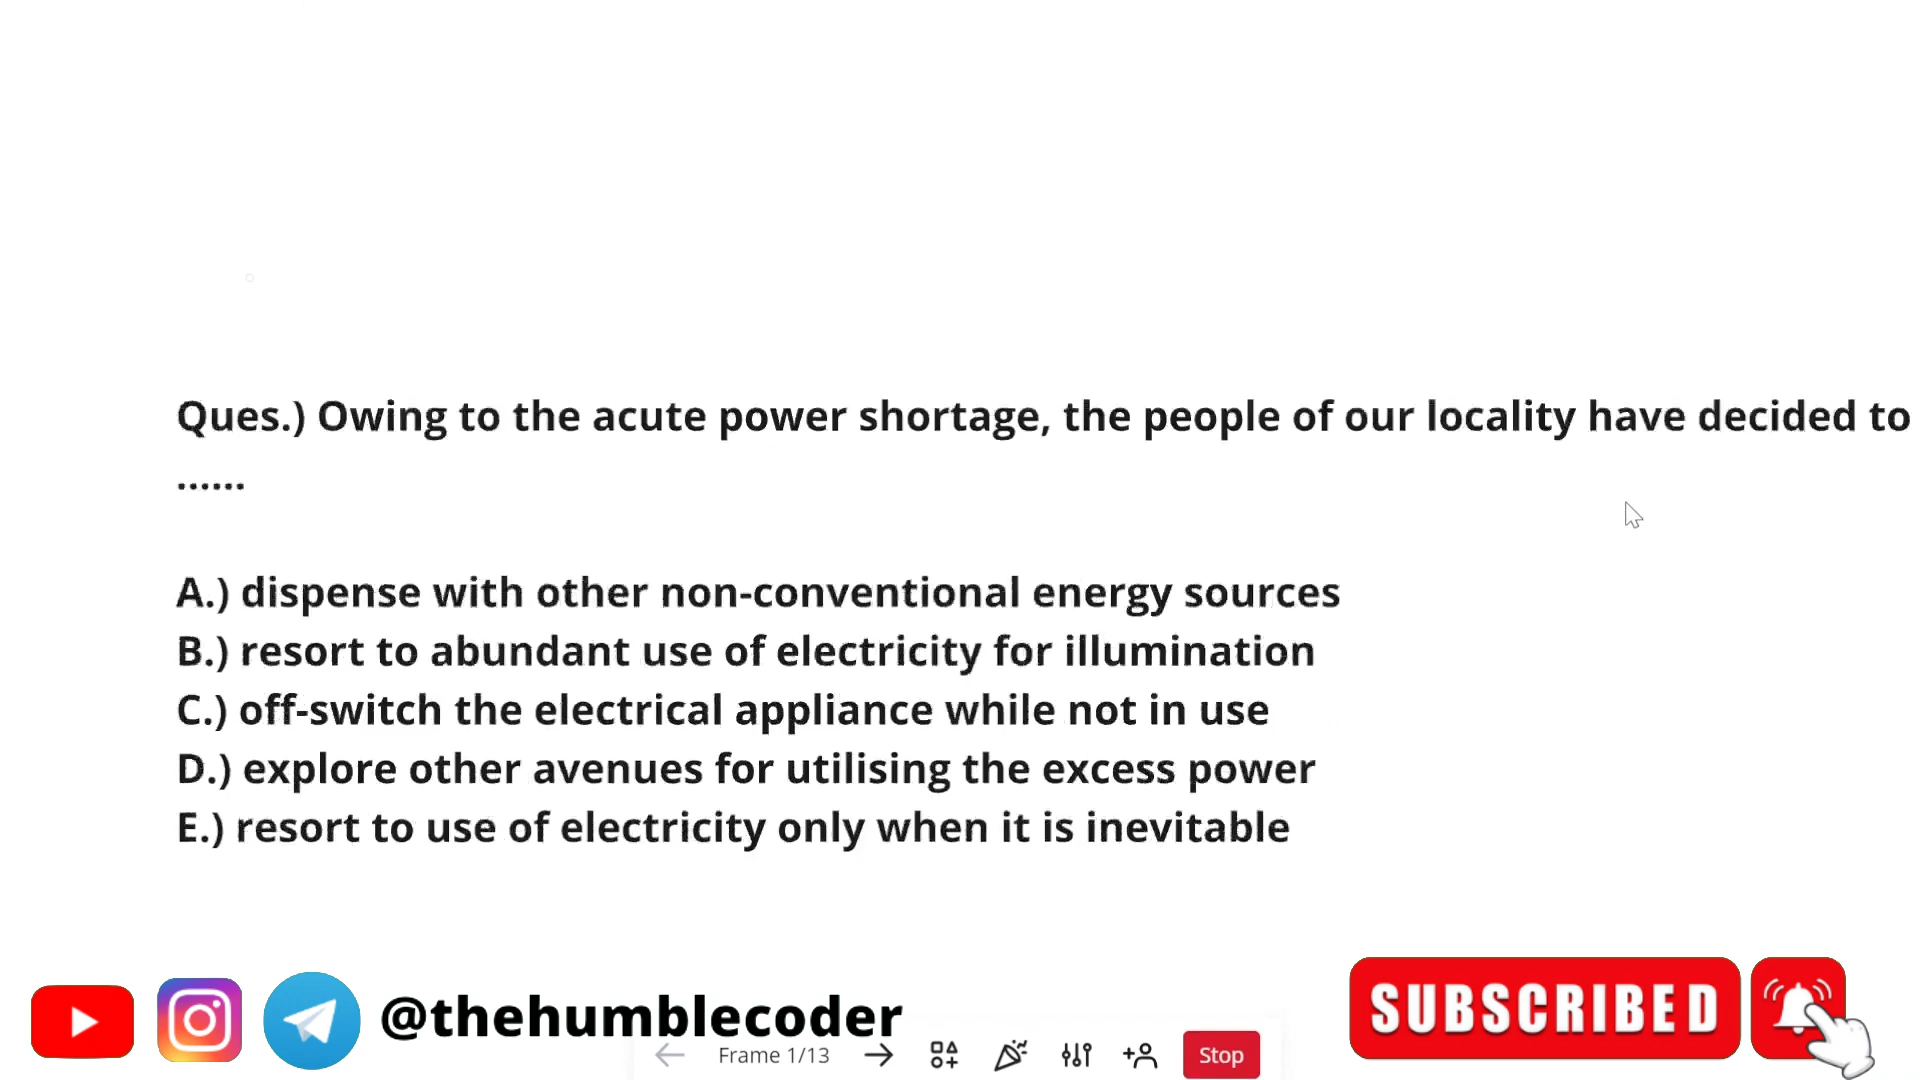 Ques.) Owing to the acute power shortage, the people of our locality have decided to
......
A.) dispense with other non-conventional energy sources
B.) resort to abundant use of electricity for illumination
C.) off-switch the electrical appliance while not in use
D.) explore other avenues for utilising the excess power
E.) resort to use of electricity only when it is inevitable
@thehumblecoder
SUBSCRIBED
Frame 1/13
Stop